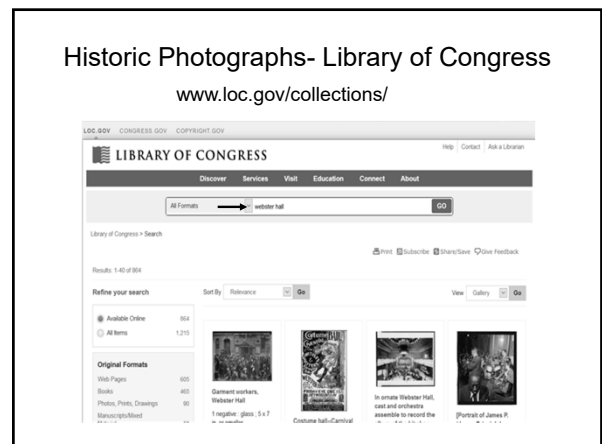 Historic Photographs- Library of Congress
www.loc.gov/collections/
LOC.GOV CONGRESS.GOV COPYRIGHT.GOV
Help Contact Ask a Librarian
LIBRARY OF CONGRESS
Discover Services Visit Education Connect About
All Formats webster hall GO
Library of Congress > Search
Print Subscribe Share/Save Give Feedback
Results: 1-40 of 864
Refine your search Sort By Relevance Go View Gallery Go
Available Online 864
All Items 1,215
Original Formats
Web Pages 605
Books 465
Photos, Prints, Drawings 90
Manuscripts/Mixed
Garment workers,
Webster Hall
1 negative : glass ; 5 x 7
Costume ball=Carnival
In ornate Webster Hall,
cast and orchestra
assemble to record the
[Portrait of James P.